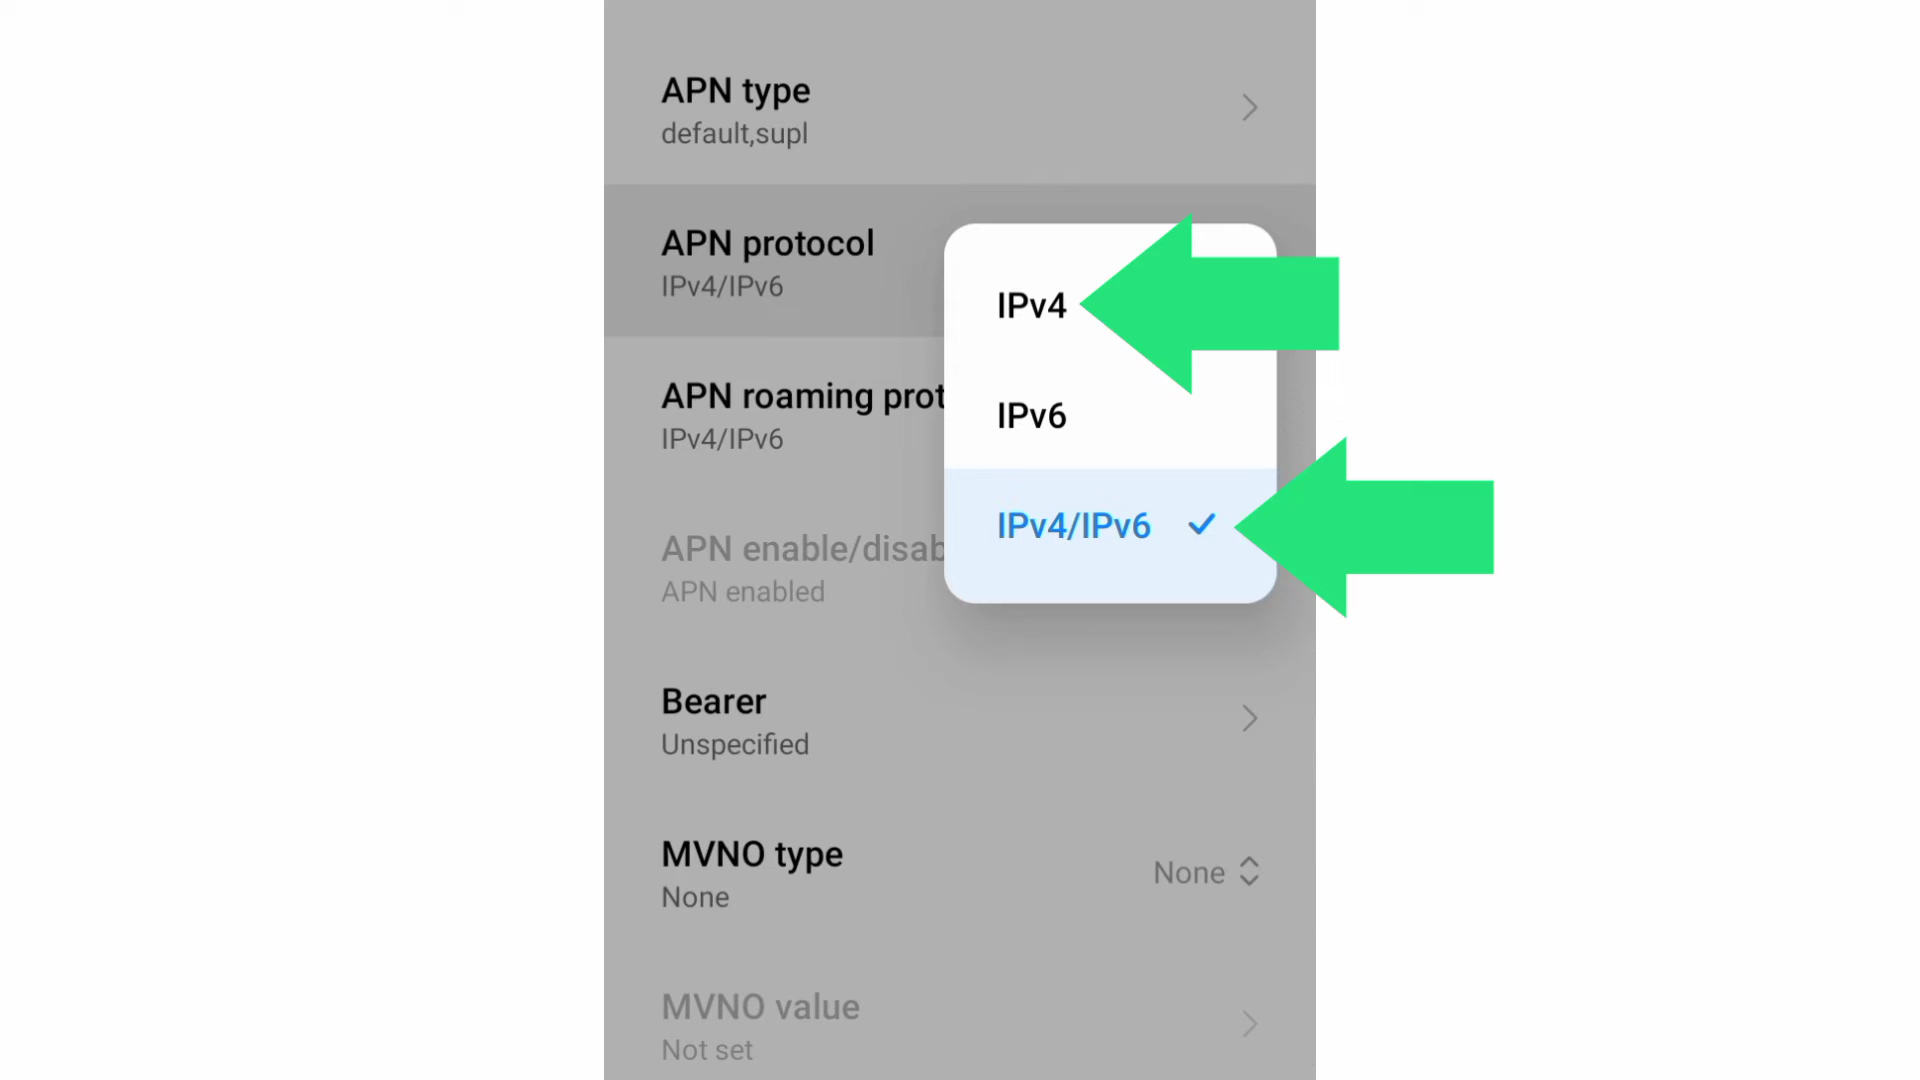 APN type
default,supl
APN protocol
IPv4/IPv6
IPv4
IPv6
IPv4/IPv6
APN roaming prot
IPv4/IPv6
APN enable/disab
APN enabled
Bearer
Unspecified
MVNO type
None
None
MVNO value
Not set